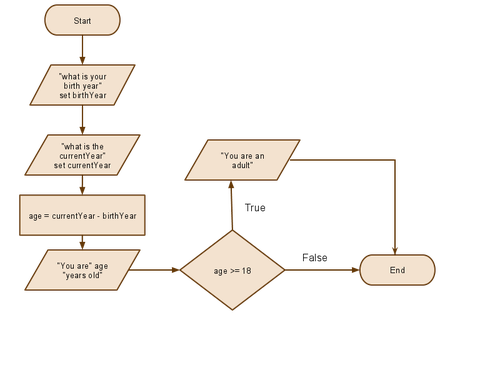 Start
"what is your
birth year"
set birthYear
"what is the
currentYear"
set currentYear
age = currentYear - birthYear
"You are" age
"years old"
age >= 18
True
"You are an
adult"
False
End